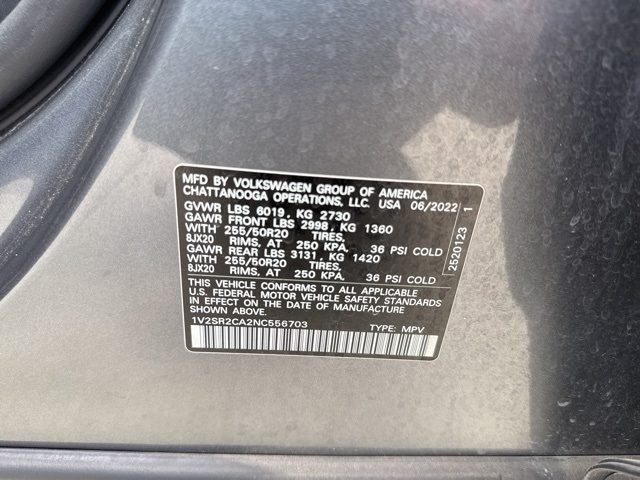 MFD BY VOLKSWAGEN GROUP OF AMERICA
CHATTANOOGA OPERATIONS, LLC. USA 06/2022
GVWR LBS 6019, KG 2730
GAWR FRONT LBS 2998, KG 1360
WITH 255/50R20 TIRES,
8JX20 RIMS, AT 250 KPA. 36 PSI COLD
GAWR REAR LBS 3131, KG 1420
WITH 255/50R20 TIRES,
8JX20 RIMS, AT 250 KPA. 36 PSI COLD
THIS VEHICLE CONFORMS TO ALL APPLICABLE
U.S. FEDERAL MOTOR VEHICLE SAFETY STANDARDS
IN EFFECT ON THE DATE OF MANUFACTURE
SHOWN ABOVE.
1V2SR2CA2NC556703 TYPE: MPV
2520123 1